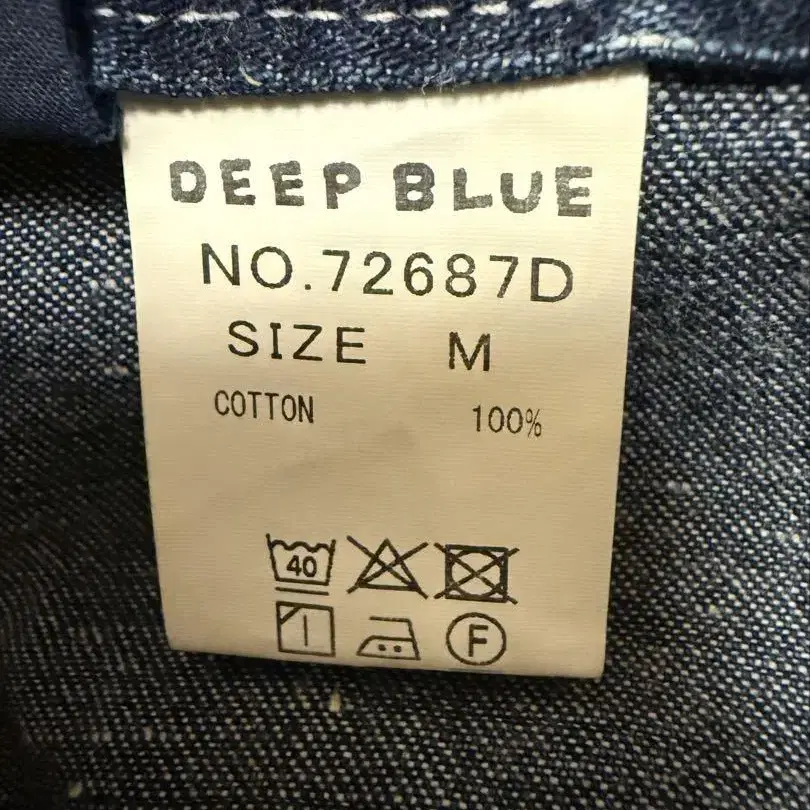 DEEP BLUE
NO.72687D
SIZE M
COTTON 100%
40
F